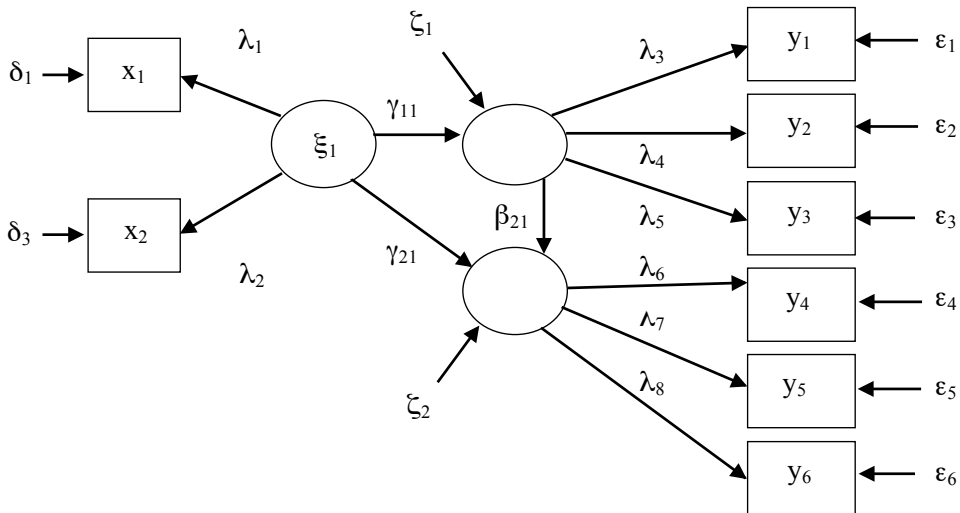 ζ₁
y₁
ε₁
λ₁
λ₃
δ₁
x₁
γ₁₁
ξ₁
y₂
ε₂
λ₄
δ₃
x₂
β₂₁
λ₅
y₃
ε₃
γ₂₁
λ₂
λ₆
y₄
ε₄
Λ₇
λ₈
y₅
ε₅
ζ₂
y₆
ε₆